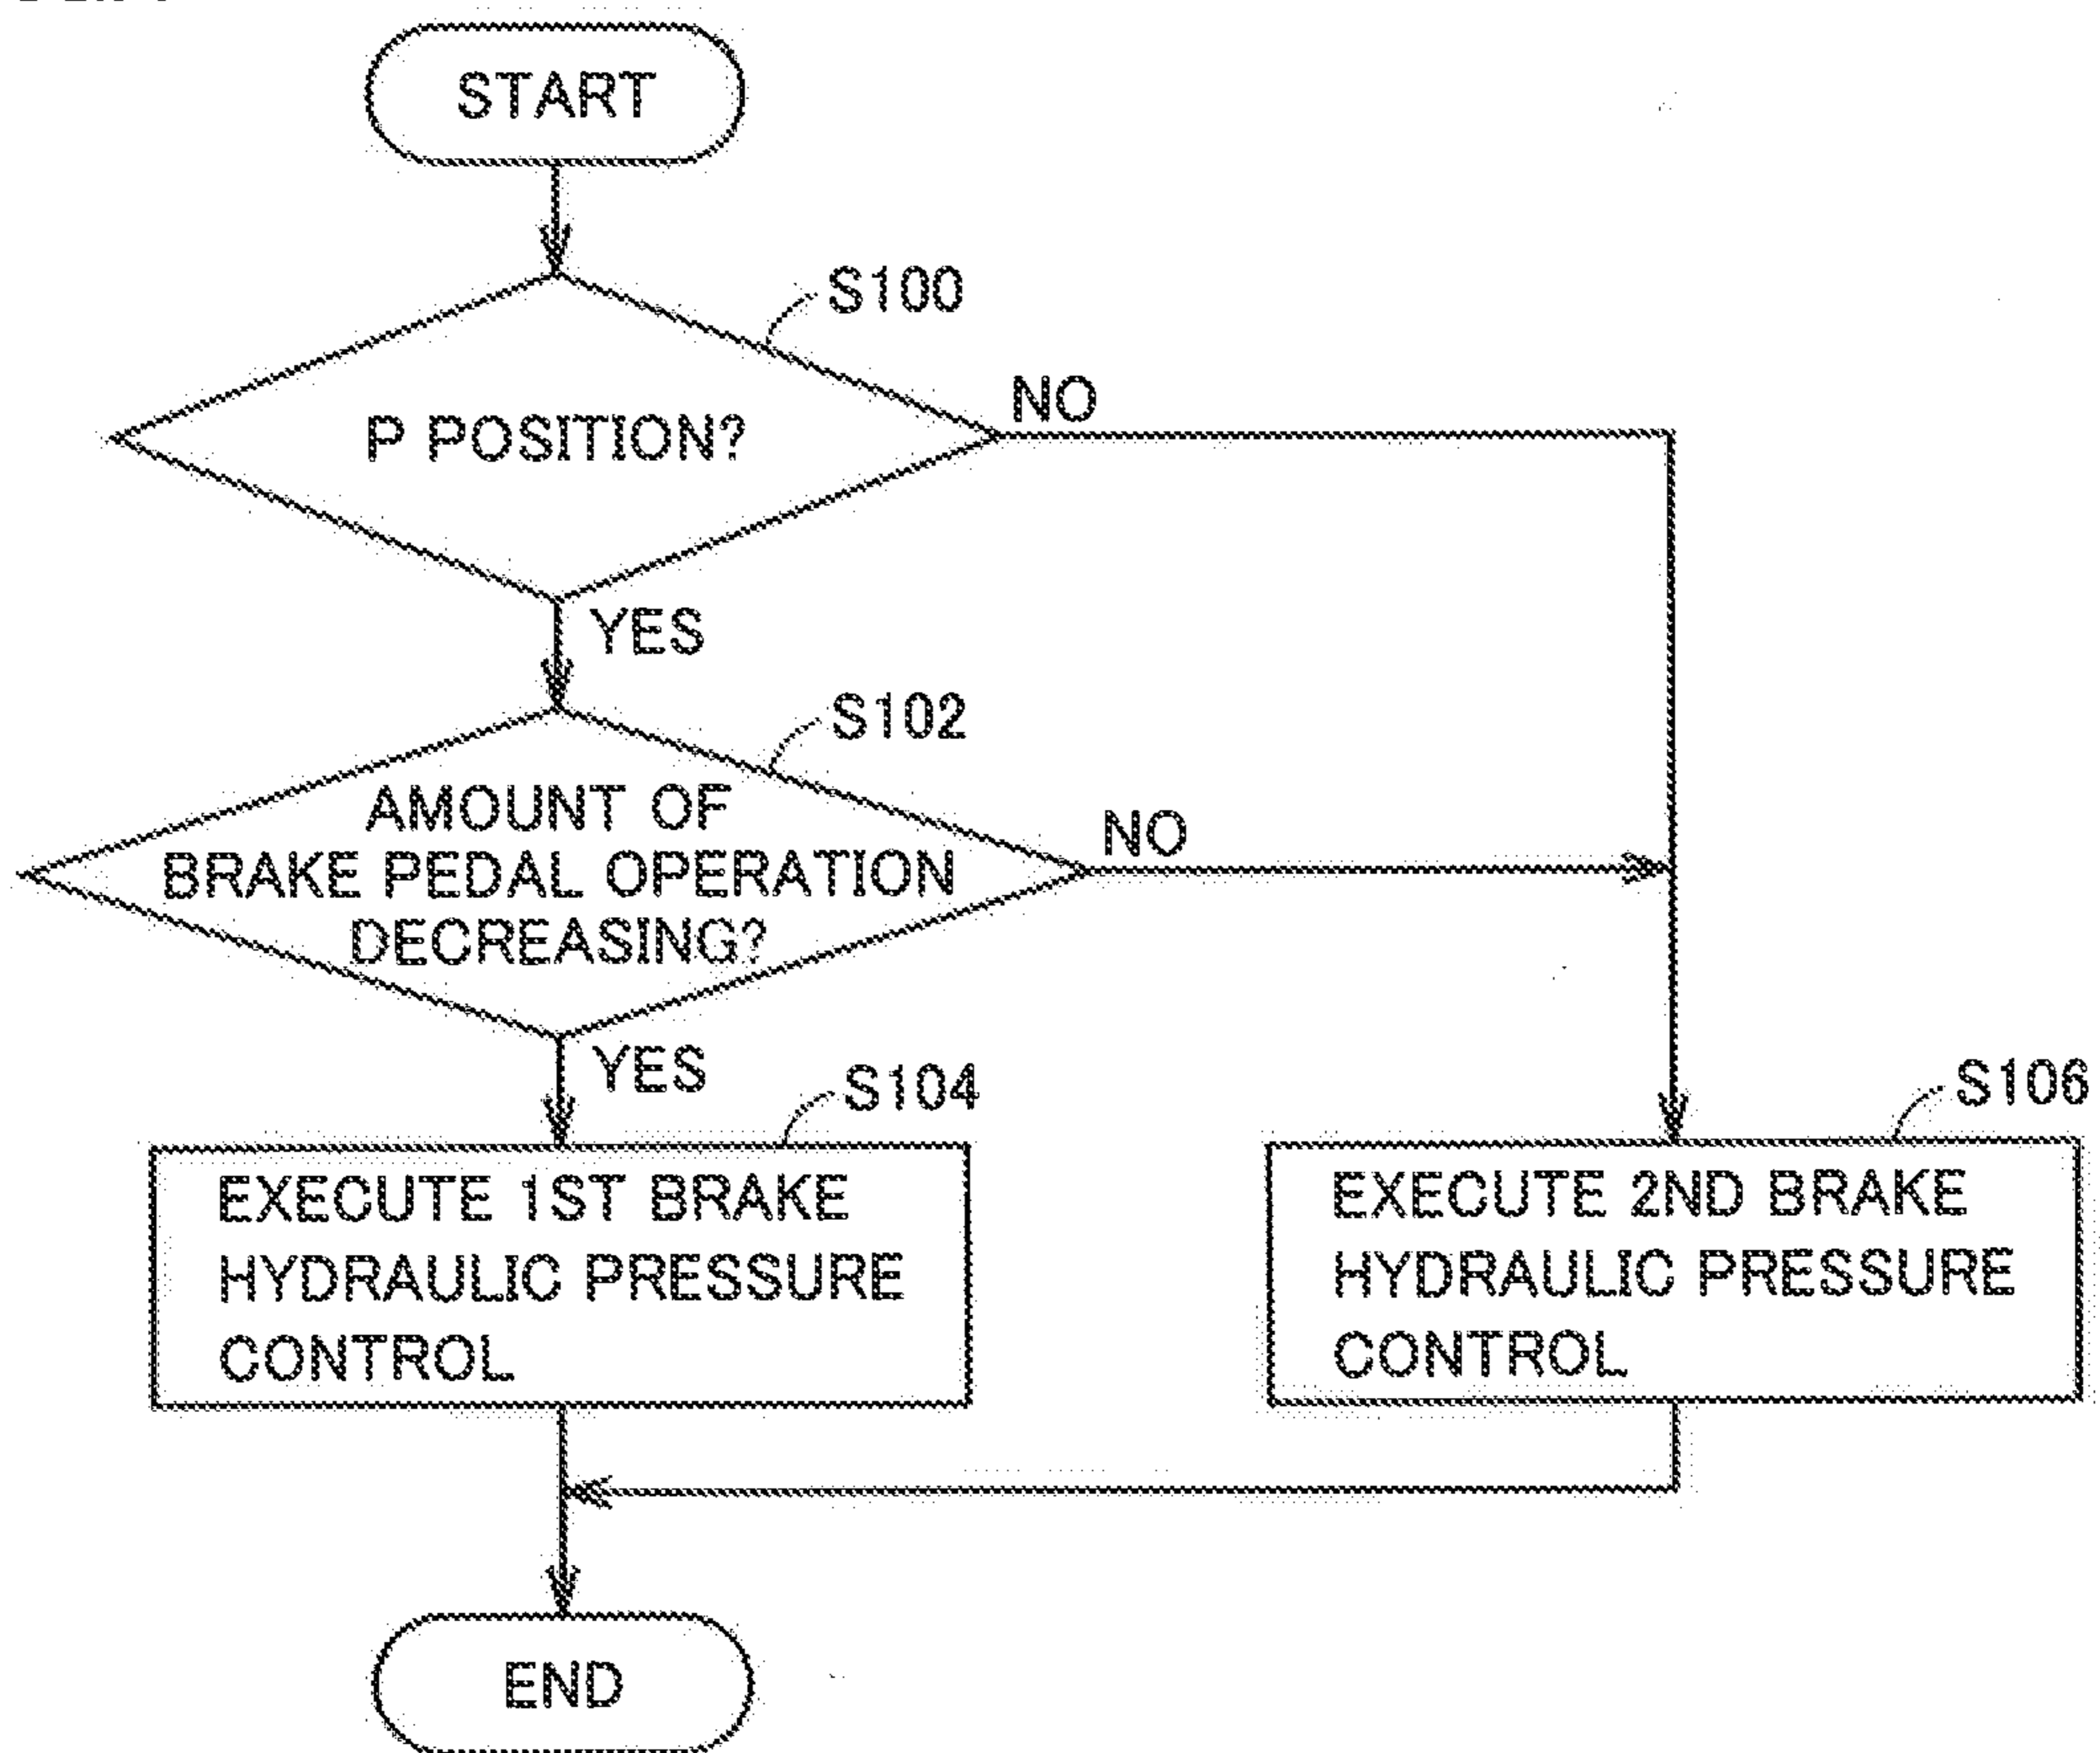 START
S100
P POSITION?
NO
YES
S102
AMOUNT OF
BRAKE PEDAL OPERATION
DECREASING?
NO
YES
S104
EXECUTE 1ST BRAKE
HYDRAULIC PRESSURE
CONTROL
S106
EXECUTE 2ND BRAKE
HYDRAULIC PRESSURE
CONTROL
END